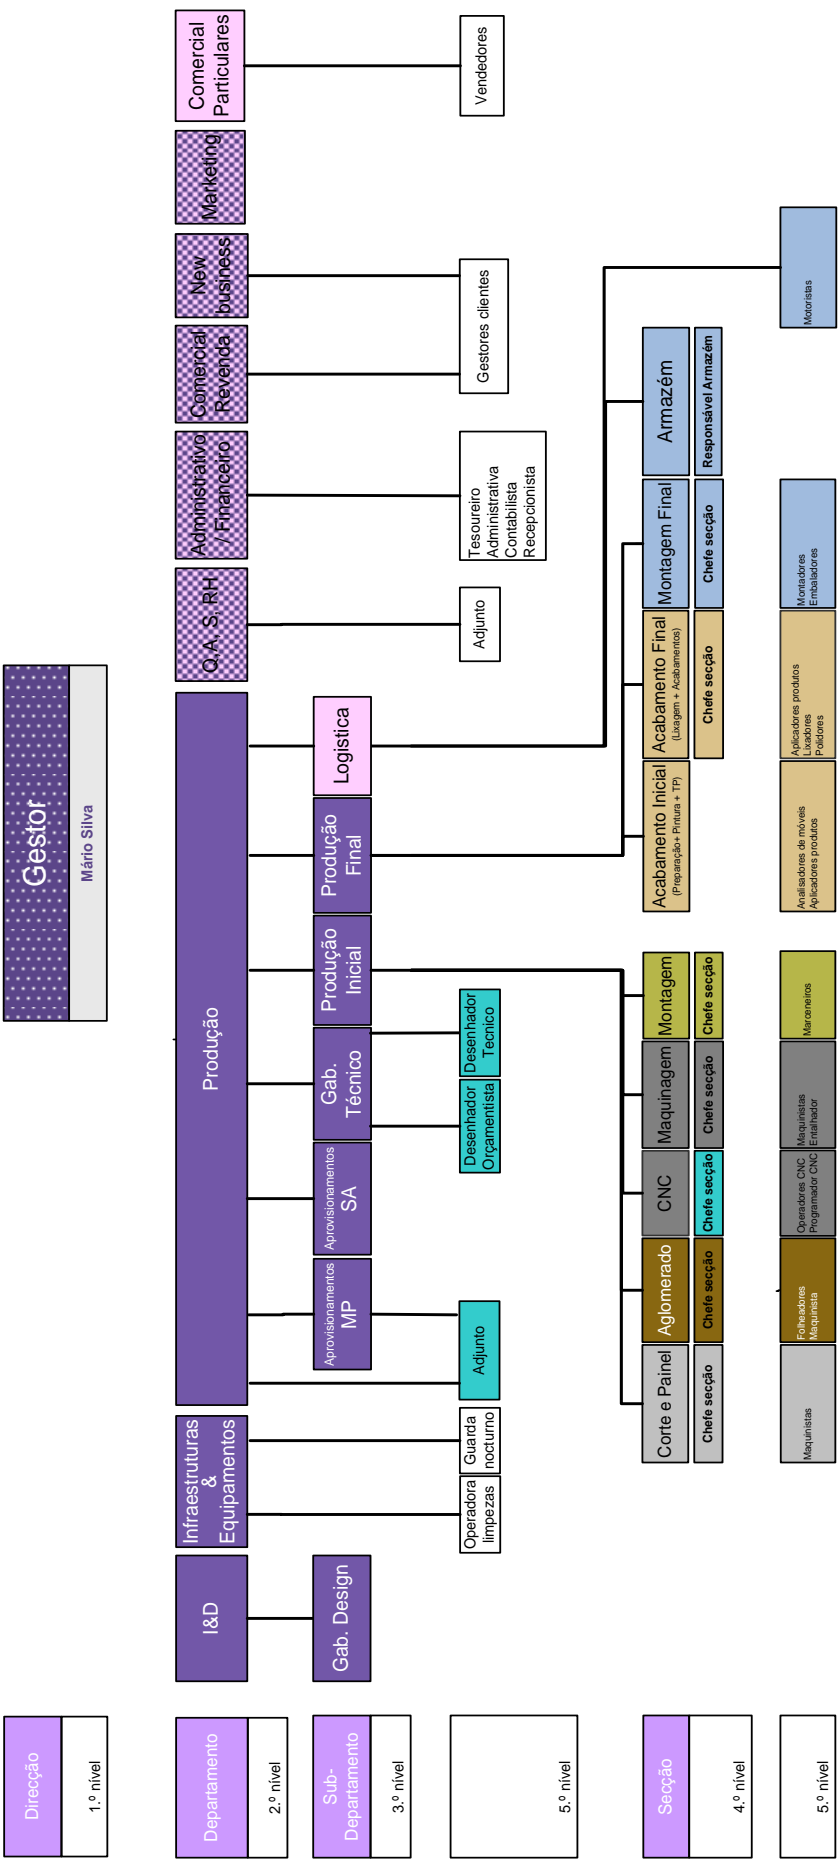 Direcção
1.º nível
Gestor
Mário Silva
Departamento
2.º nível
I&D
Infraestruturas
&
Equipamentos
Produção
Q,A, S, RH
Administrativo
/ Financeiro
Comercial
Revenda
New
business
Marketing
Comercial
Particulares
Sub-
Departamento
3.º nível
Gab. Design
Aprovisionamentos
MP
Aprovisionamentos
SA
Gab.
Técnico
Produção
Inicial
Produção
Final
Logistica
5.º nível
Operadora
limpezas
Guarda
nocturno
Adjunto
Desenhador
Orçamentista
Desenhador
Tecnico
Adjunto
Tesoureiro
Administrativa
Contabilista
Recepcionista
Gestores clientes
Vendedores
Secção
4.º nível
Corte e Painel
Chefe secção
Aglomerado
Chefe secção
CNC
Chefe secção
Maquinagem
Chefe secção
Montagem
Chefe secção
Acabamento Inicial
(Preparação+ Pintura + TP)
Acabamento Final
(Lixagem + Acabamentos)
Chefe secção
Montagem Final
Chefe secção
Armazém
Responsável Armazém
5.º nível
Maquinistas
Folheadores
Maquinista
Operadores CNC
Programador CNC
Maquinistas
Entalhador
Marceneiros
Analisadores de móveis
Aplicadores produtos
Aplicadores produtos
Lixadores
Polidores
Montadores
Embaladores
Motoristas